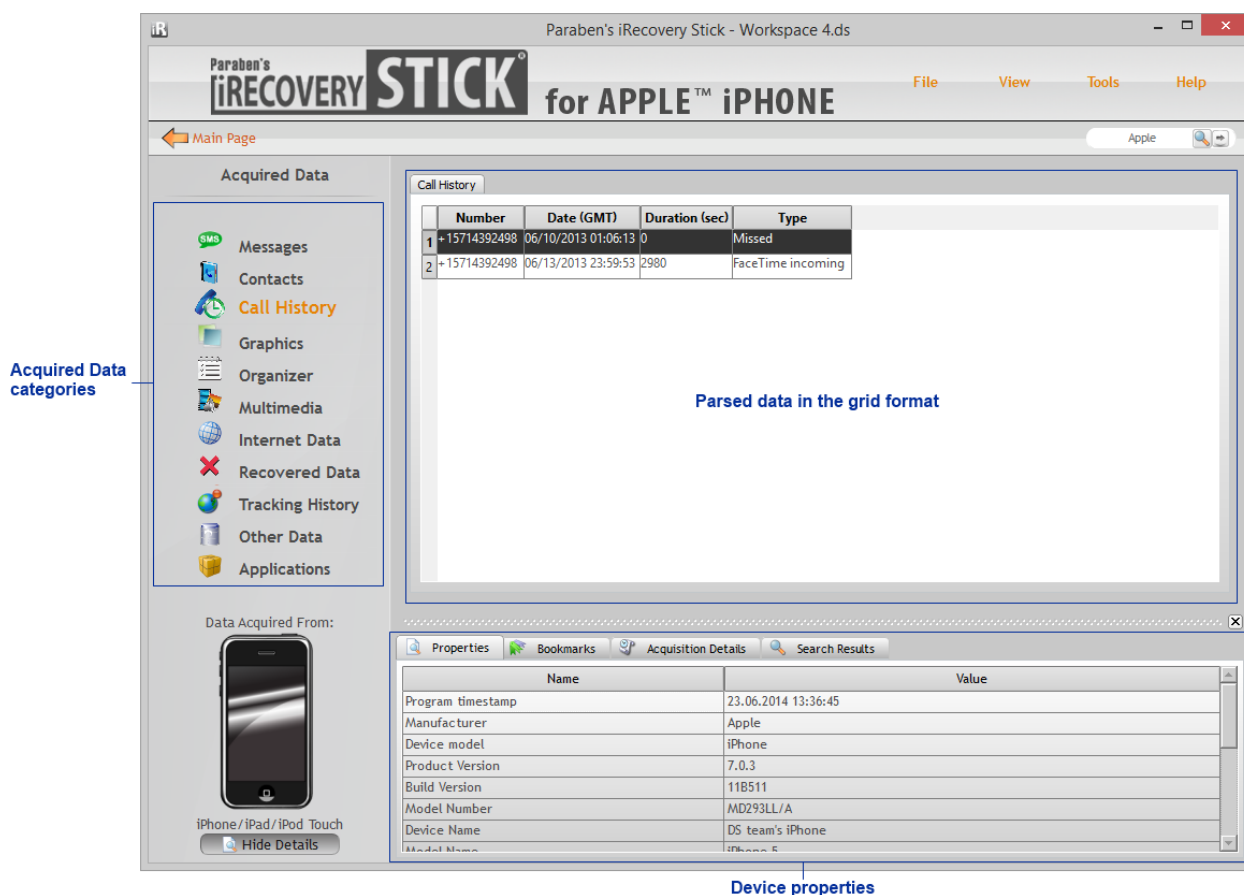 iR Paraben's iRecovery Stick - Workspace 4.ds
Paraben's
iRECOVERY STICK® for APPLE™ iPHONE
File View Tools Help
Main Page
Apple
Acquired Data
Messages
Contacts
Call History
Graphics
Organizer
Multimedia
Internet Data
Recovered Data
Tracking History
Other Data
Applications
SMS
Acquired Data
categories
Call History
Number Date (GMT) Duration (sec) Type
1 +15714392498 06/10/2013 01:06:13 0 Missed
2 +15714392498 06/13/2013 23:59:53 2980 FaceTime incoming
Parsed data in the grid format
Data Acquired From:
iPhone/iPad/iPod Touch
Hide Details
Properties Bookmarks Acquisition Details Search Results
Name Value
Program timestamp 23.06.2014 13:36:45
Manufacturer Apple
Device model iPhone
Product Version 7.0.3
Build Version 11B511
Model Number MD293LL/A
Device Name DS team's iPhone
Model Name iPhone 5
Device properties